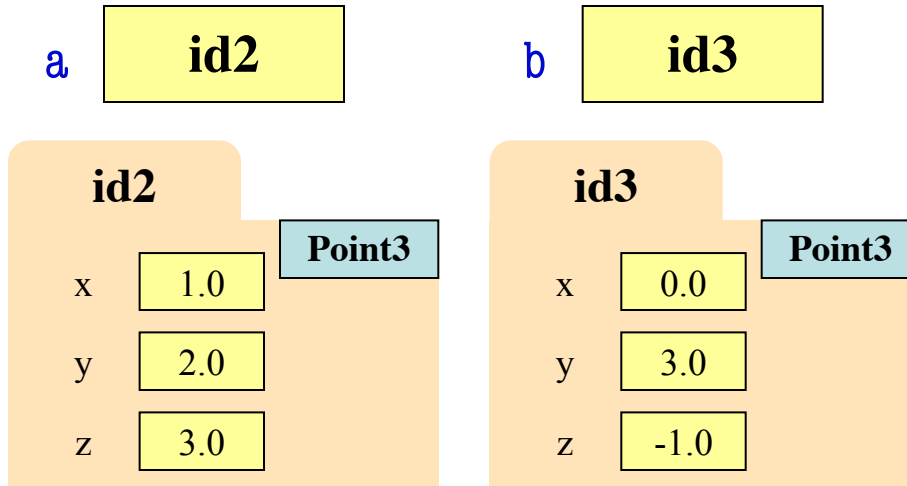 a id2 b id3
id2 id3
Point3 Point3
x 1.0 x 0.0
y 2.0 y 3.0
z 3.0 z -1.0